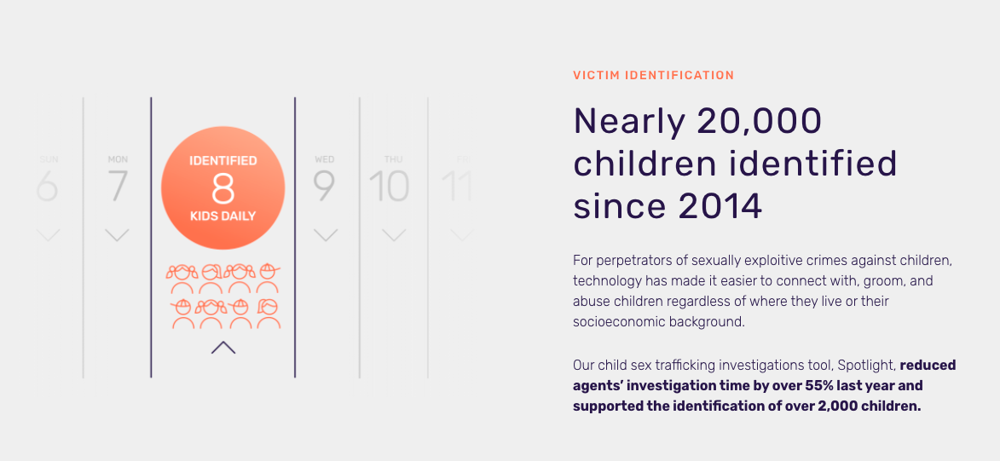 SUN
6
MON
7
IDENTIFIED
8
KIDS DAILY
WED
9
THU
10
FRI
11
VICTIM IDENTIFICATION
Nearly 20,000
children identified
since 2014
For perpetrators of sexually exploitive crimes against children,
technology has made it easier to connect with, groom, and
abuse children regardless of where they live or their
socioeconomic background.
Our child sex trafficking investigations tool, Spotlight, reduced
agents’ investigation time by over 55% last year and
supported the identification of over 2,000 children.